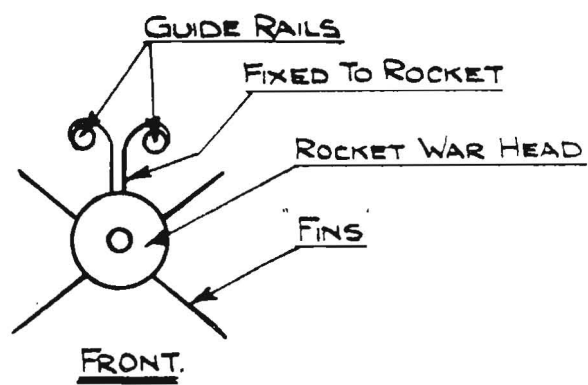 GUIDE RAILS
FIXED TO ROCKET
ROCKET WAR HEAD
"FINS"
FRONT.